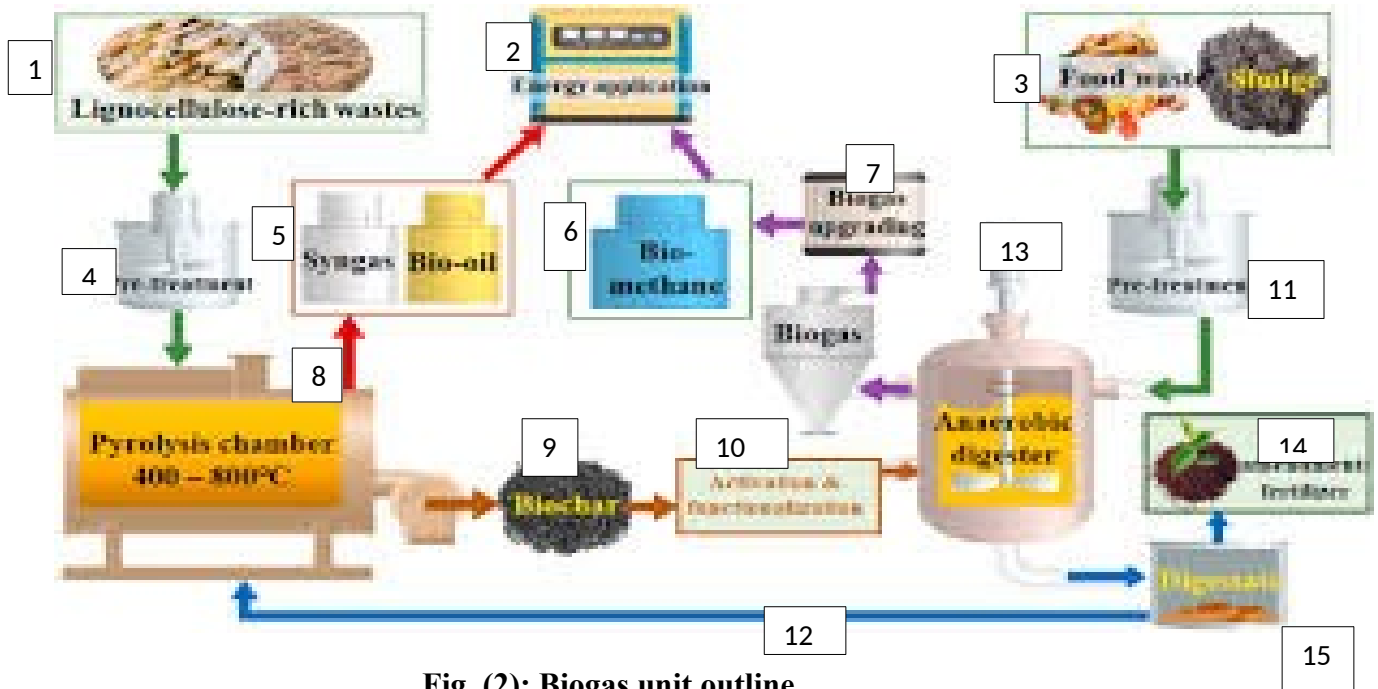 1
Lignocellulose-rich wastes
2
Energy application
3
Food waste
Sludge
4
Pre-treatment
5
Syngas
Bio-oil
6
Bio-
methane
7
Biogas
upgrading
Biogas
8
Pyrolysis chamber
400 – 800°C
9
Biochar
10
Activation &
functionalization
13
Anaerobic
digester
11
Pre-treatment
14
fertilizer
Digestate
12
15
Fig. (2): Biogas unit outline